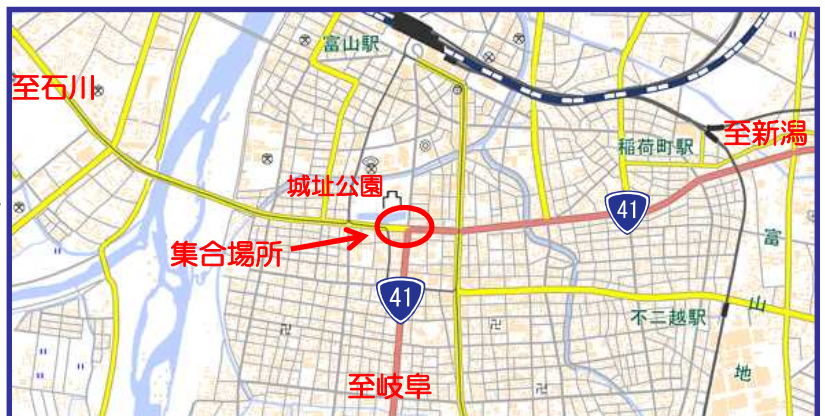 富山駅
至石川
至新潟
稲荷町駅
城址公園
41
集合場所
41
富山地
不二越駅
至岐阜